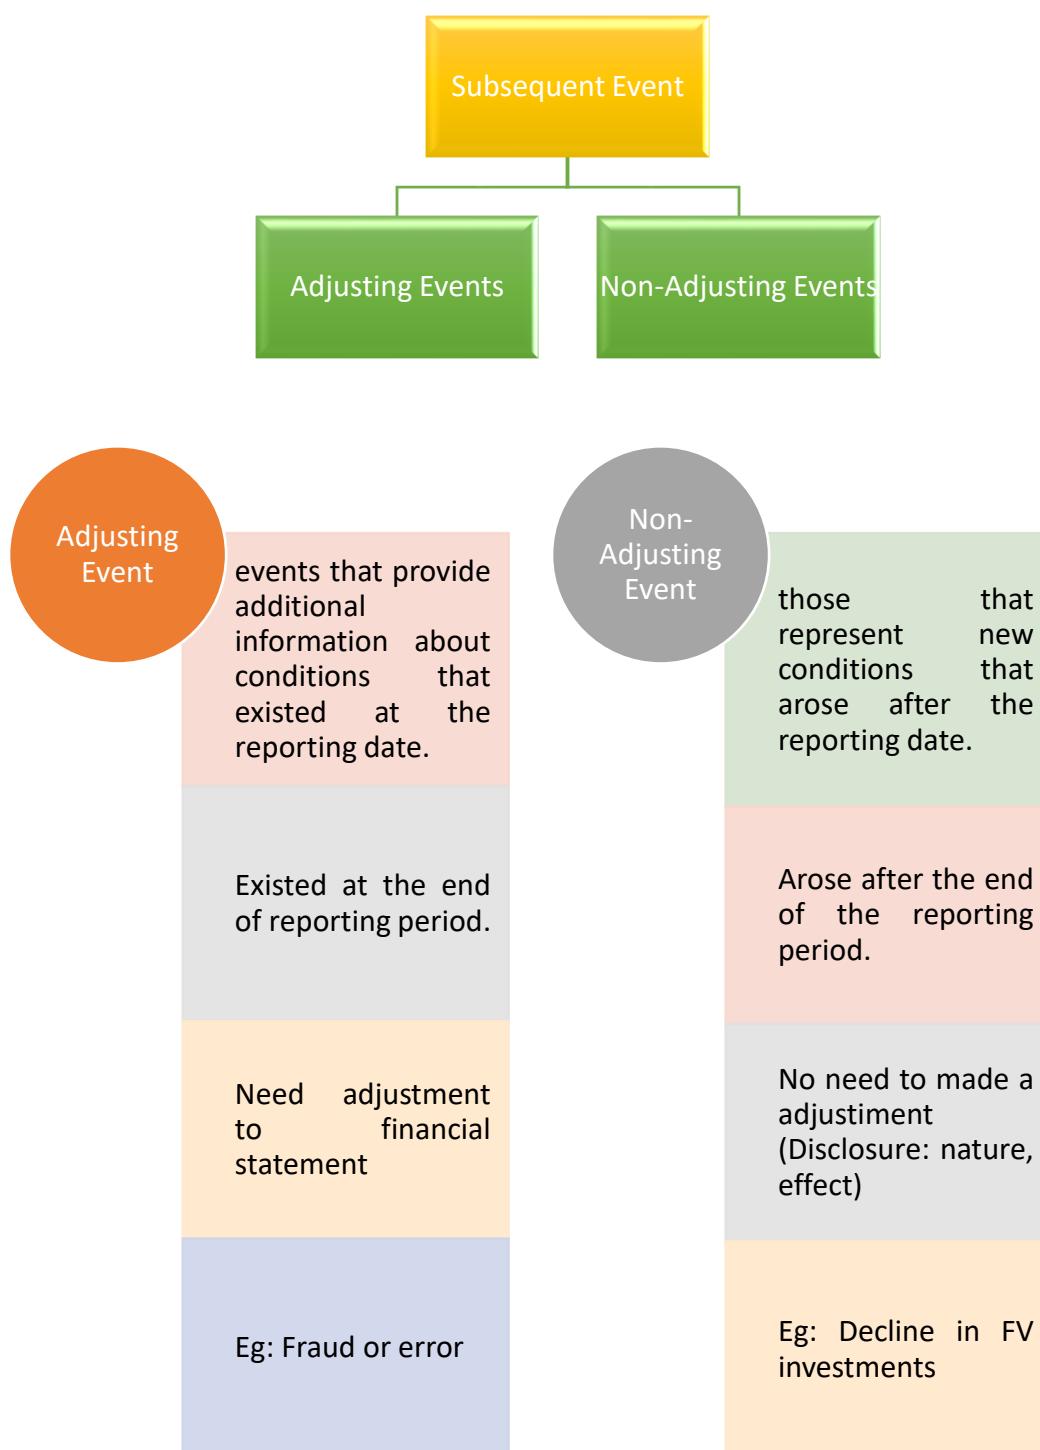 Subsequent Event
Adjusting Events
Non-Adjusting Events
Adjusting
Event
events that provide
additional
information about
conditions that
existed at the
reporting date.
Existed at the end
of reporting period.
Need adjustment
to financial
statement
Eg: Fraud or error
Non-
Adjusting
Event
those that
represent new
conditions that
arose after the
reporting date.
Arose after the end
of the reporting
period.
No need to made a
adjustiment
(Disclosure: nature,
effect)
Eg: Decline in FV
investments